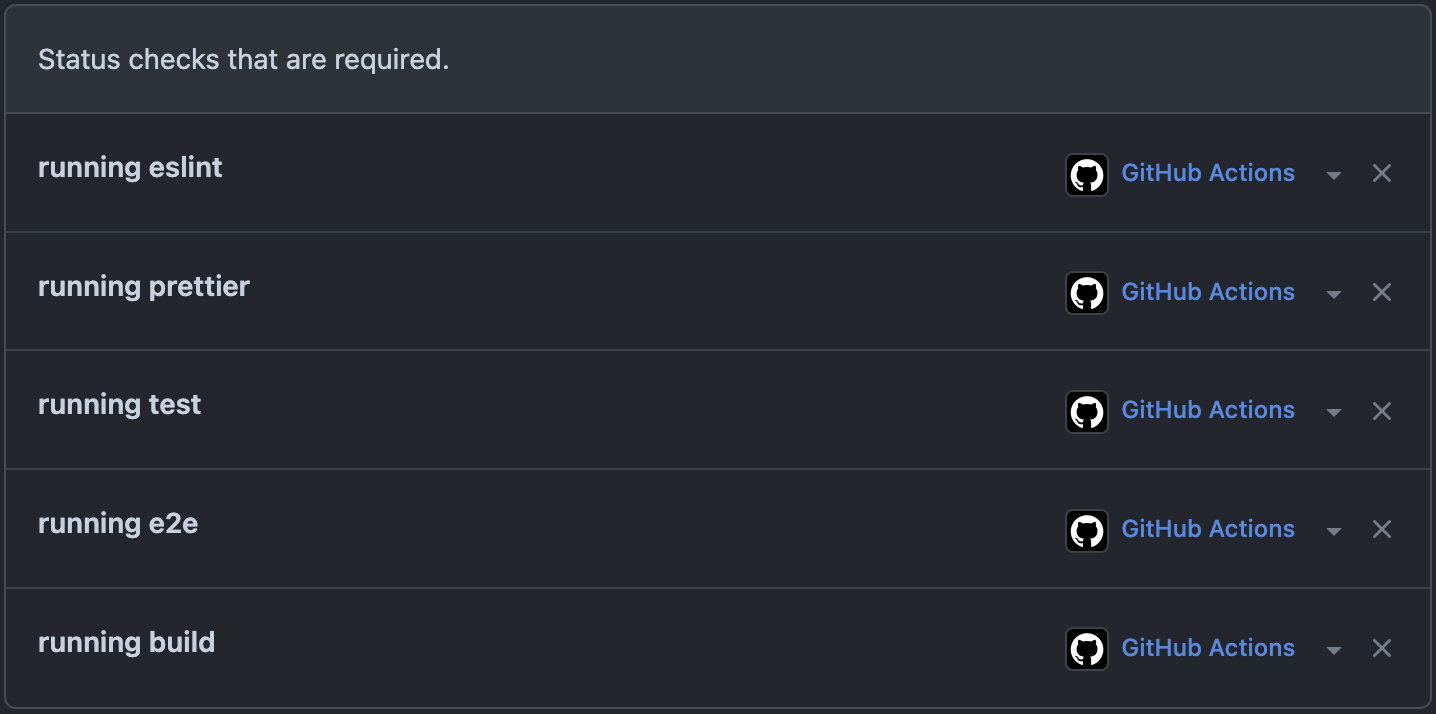 Status checks that are required.
running eslint
GitHub Actions
running prettier
GitHub Actions
running test
GitHub Actions
running e2e
GitHub Actions
running build
GitHub Actions